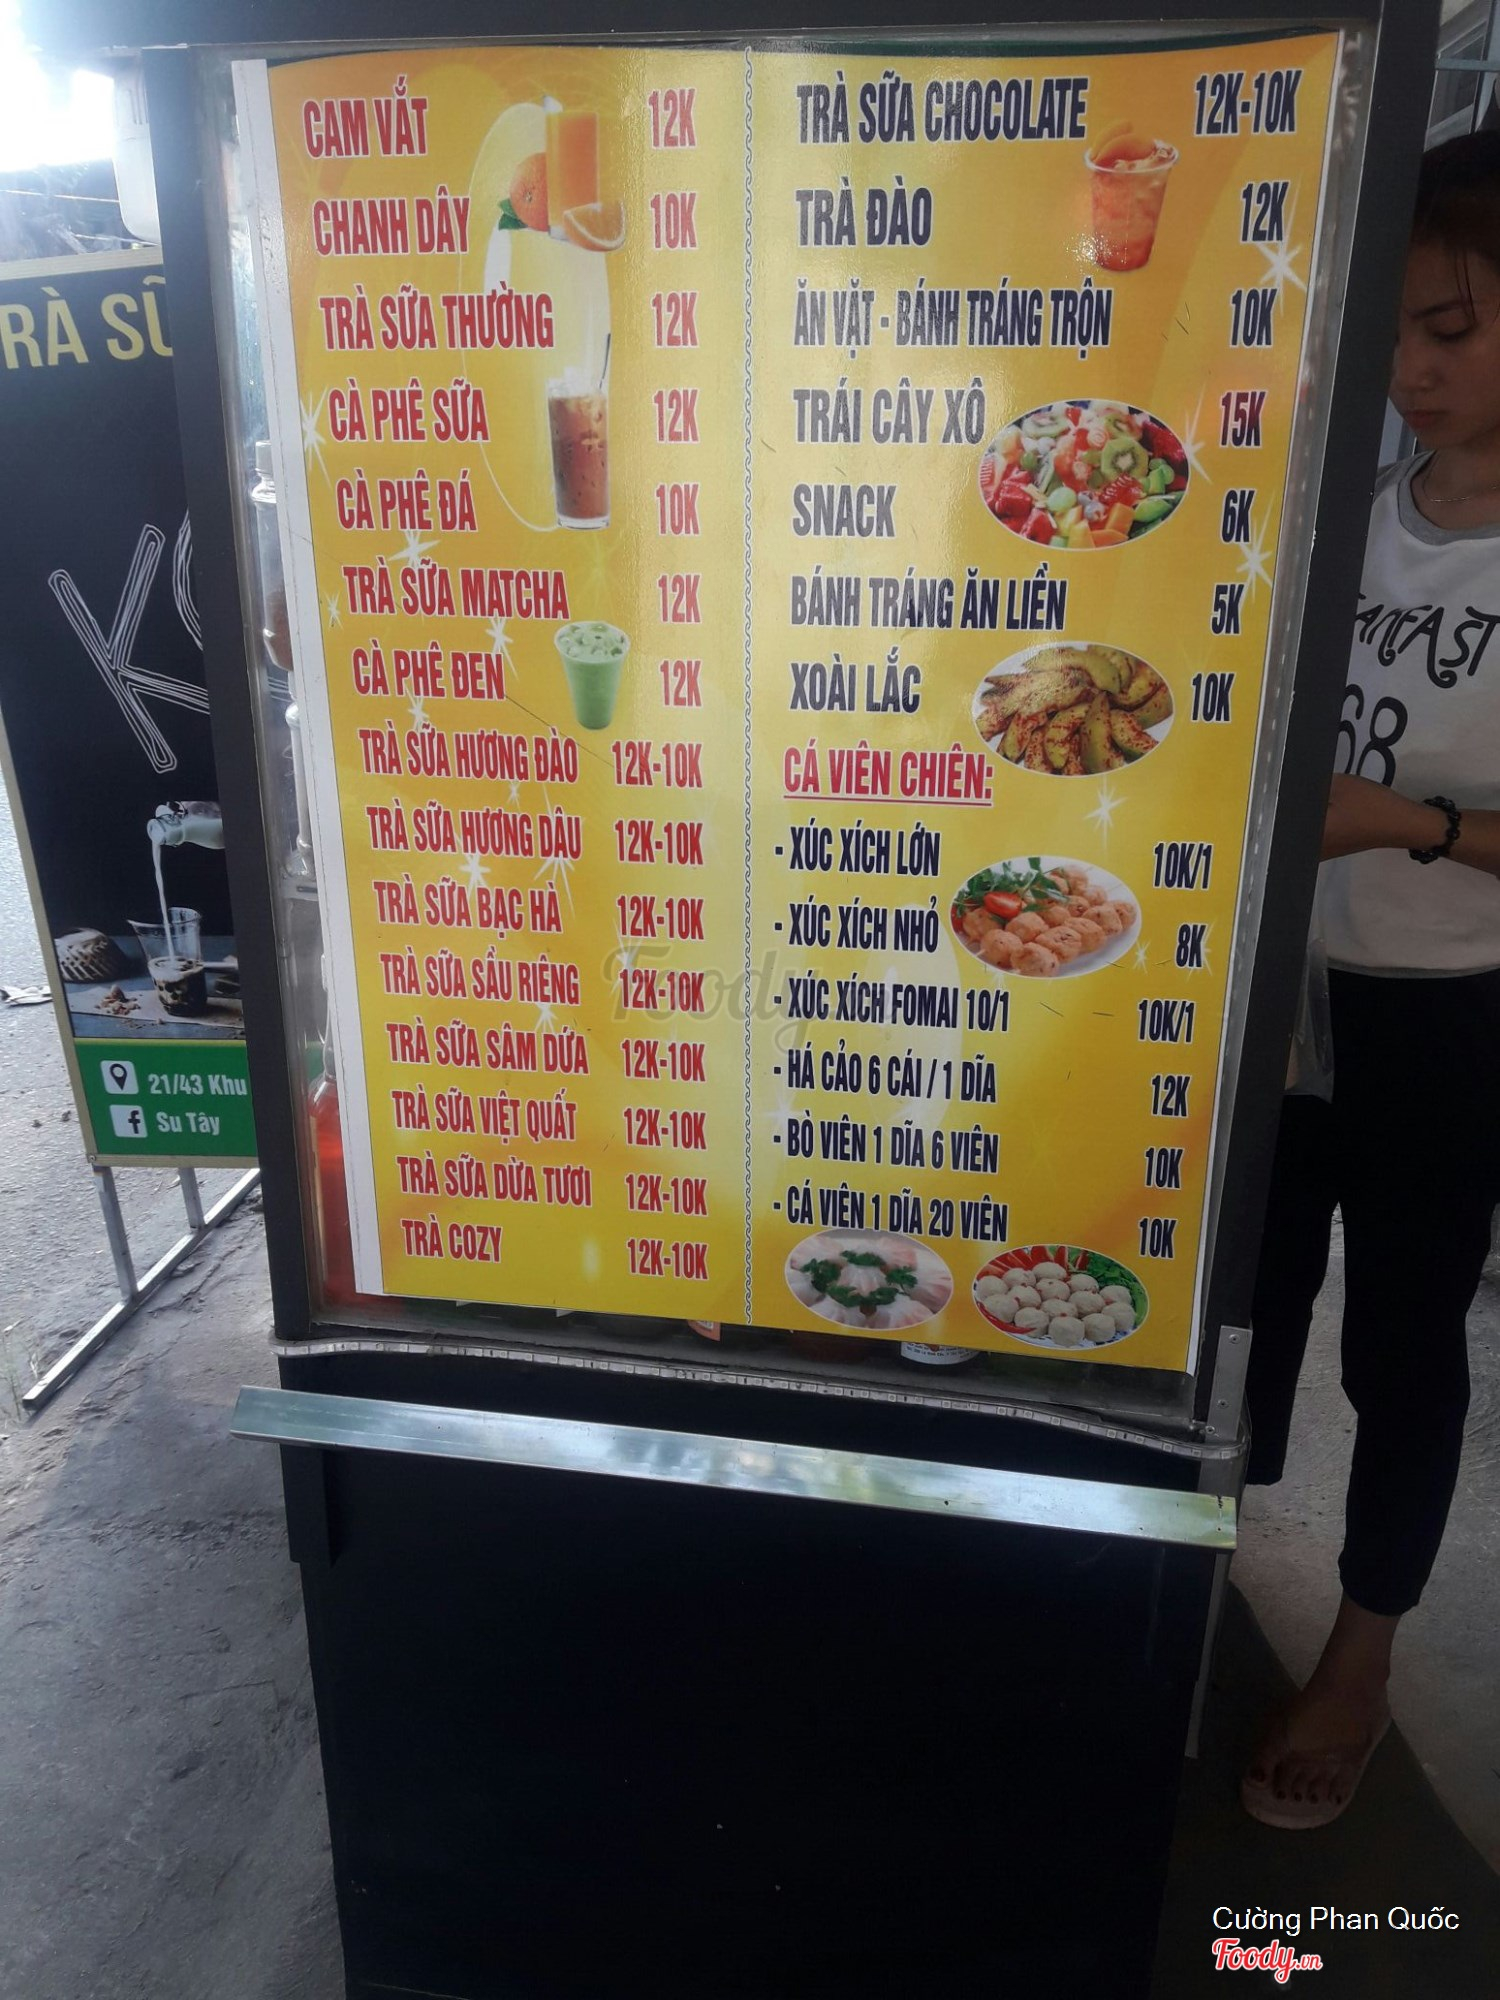 CAM VẮT 12K
CHANH DÂY 10K
TRÀ SỮA THƯỜNG 12K
CÀ PHÊ SỮA 12K
CÀ PHÊ ĐÁ 10K
TRÀ SỮA MATCHA 12K
CÀ PHÊ ĐEN 12K
TRÀ SỮA HƯƠNG ĐÀO 12K-10K
TRÀ SỮA HƯƠNG DÂU 12K-10K
TRÀ SỮA BẠC HÀ 12K-10K
TRÀ SỮA SẦU RIÊNG 12K-10K
TRÀ SỮA SÂM DỨA 12K-10K
TRÀ SỮA VIỆT QUẤT 12K-10K
TRÀ SỮA DỪA TƯƠI 12K-10K
TRÀ COZY 12K-10K
TRÀ SỮA CHOCOLATE 12K-10K
TRÀ ĐÀO 12K
ĂN VẶT - BÁNH TRÁNG TRỘN 10K
TRÁI CÂY XÔ 15K
SNACK 6K
BÁNH TRÁNG ĂN LIỀN 5K
XOÀI LẮC 10K
CÁ VIÊN CHIÊN:
- XÚC XÍCH LỚN 10K/1
- XÚC XÍCH NHỎ 8K
- XÚC XÍCH FOMAI 10/1 10K/1
- HÁ CẢO 6 CÁI / 1 DĨA 12K
- BÒ VIÊN 1 DĨA 6 VIÊN 10K
- CÁ VIÊN 1 DĨA 20 VIÊN 10K
RÀ SỮ
K
21/43 Khu
Su Tây
68
Foody
Cường Phan Quốc
Foody.vn